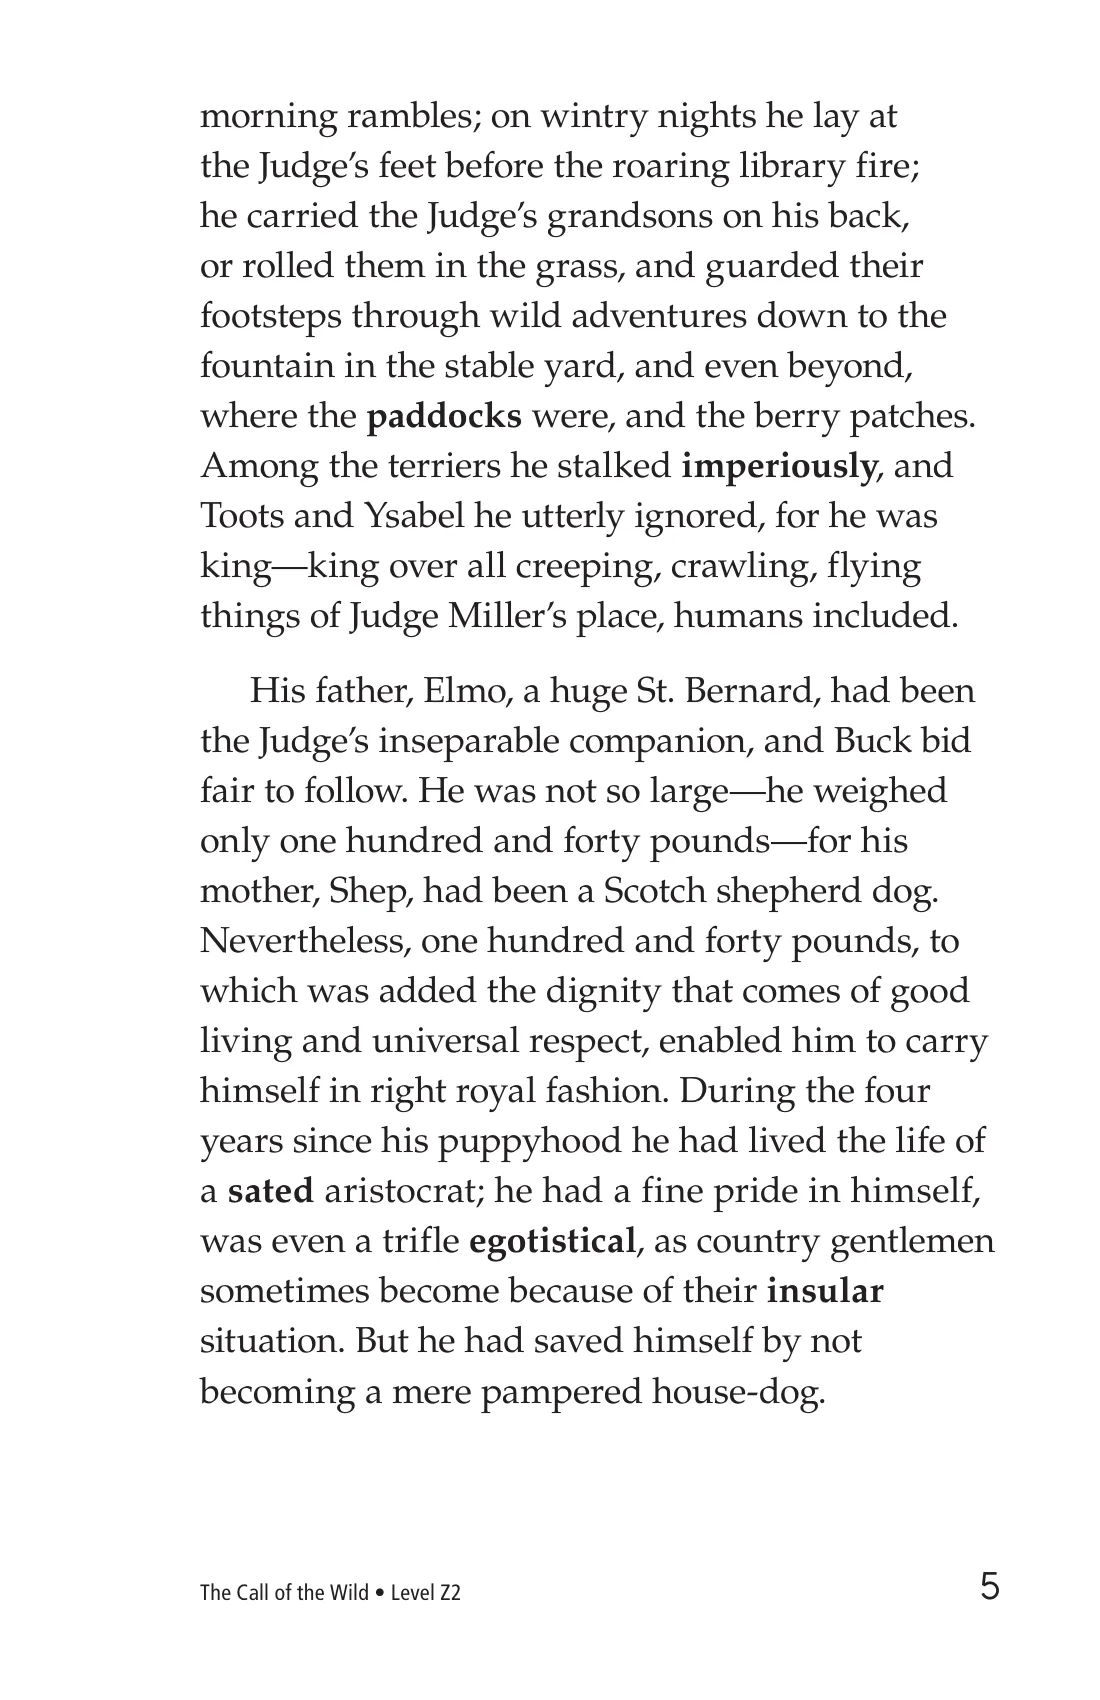 morning rambles; on wintry nights he lay at
the Judge’s feet before the roaring library fire;
he carried the Judge’s grandsons on his back,
or rolled them in the grass, and guarded their
footsteps through wild adventures down to the
fountain in the stable yard, and even beyond,
where the paddocks were, and the berry patches.
Among the terriers he stalked imperiously, and
Toots and Ysabel he utterly ignored, for he was
king—king over all creeping, crawling, flying
things of Judge Miller’s place, humans included.
His father, Elmo, a huge St. Bernard, had been
the Judge’s inseparable companion, and Buck bid
fair to follow. He was not so large—he weighed
only one hundred and forty pounds—for his
mother, Shep, had been a Scotch shepherd dog.
Nevertheless, one hundred and forty pounds, to
which was added the dignity that comes of good
living and universal respect, enabled him to carry
himself in right royal fashion. During the four
years since his puppyhood he had lived the life of
a sated aristocrat; he had a fine pride in himself,
was even a trifle egotistical, as country gentlemen
sometimes become because of their insular
situation. But he had saved himself by not
becoming a mere pampered house-dog.
The Call of the Wild • Level Z2
5